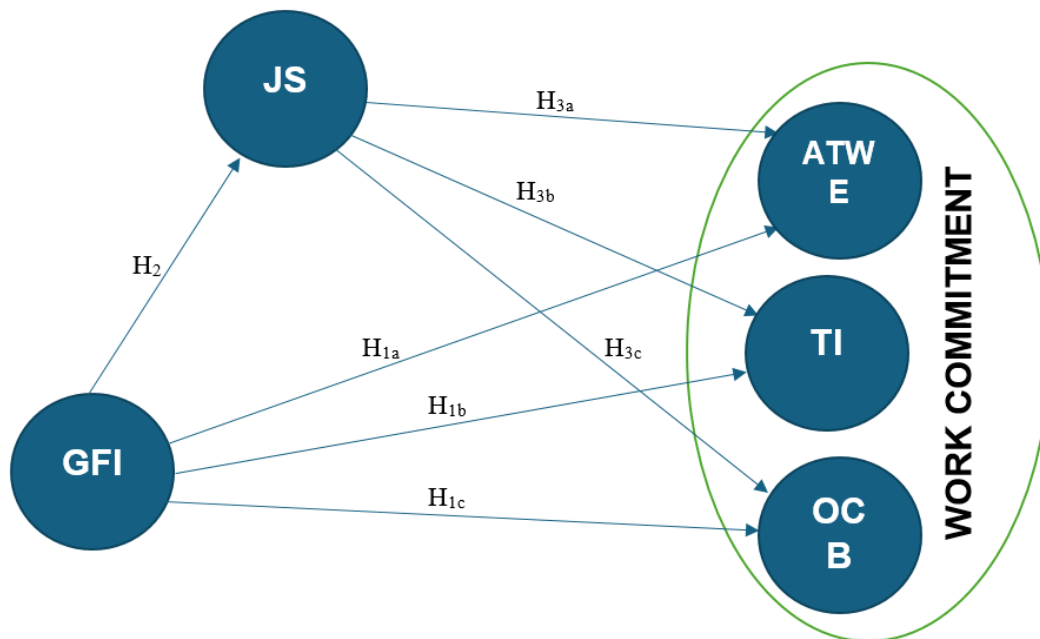 JS
H3a
ATW
E
H3b
H2
H1a
H3c
TI
H1b
GFI
H1c
OC
B
WORK COMMITMENT